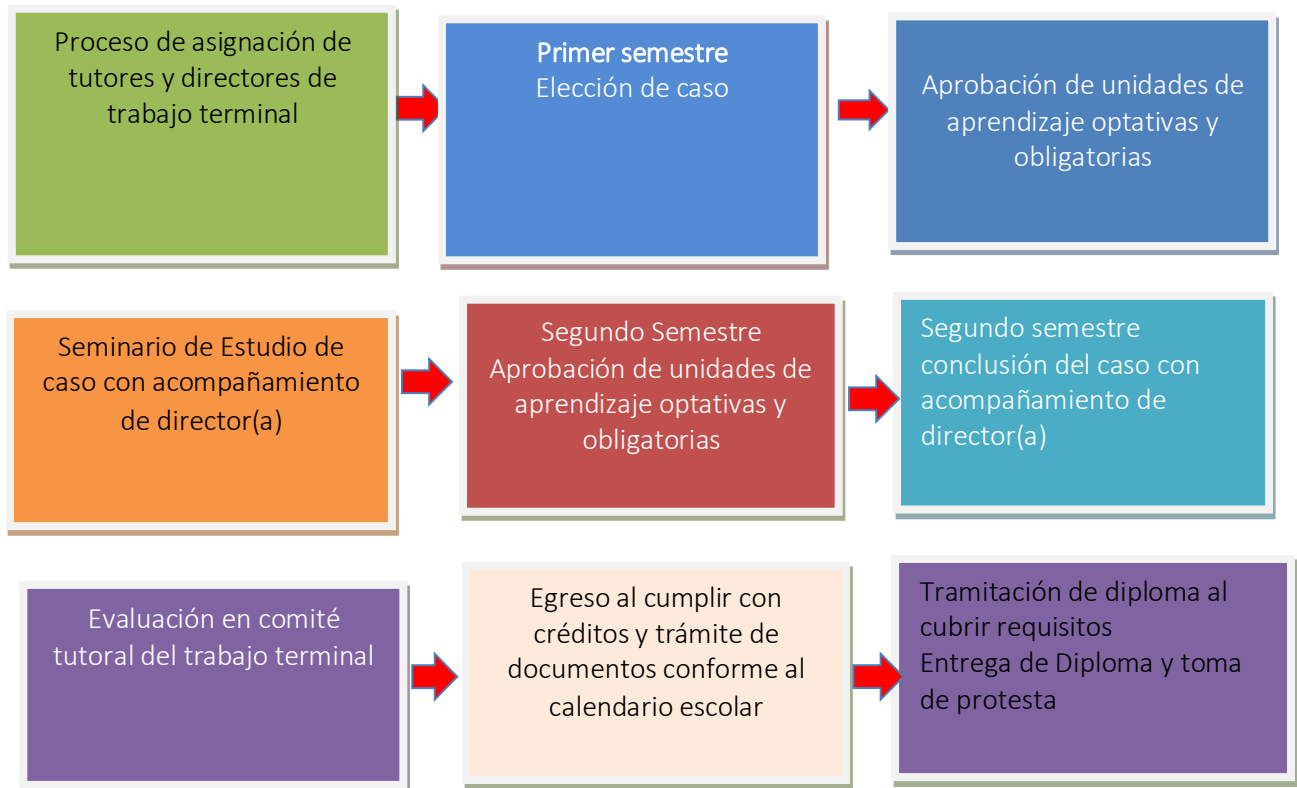 Proceso de asignación de
tutores y directores de
trabajo terminal
Primer semestre
Elección de caso
Aprobación de unidades de
aprendizaje optativas y
obligatorias
Seminario de Estudio de
caso con acompañamiento
de director(a)
Segundo Semestre
Aprobación de unidades de
aprendizaje optativas y
obligatorias
Segundo semestre
conclusión del caso con
acompañamiento de
director(a)
Evaluación en comité
tutoral del trabajo terminal
Egreso al cumplir con
créditos y trámite de
documentos conforme al
calendario escolar
Tramitación de diploma al
cubrir requisitos
Entrega de Diploma y toma
de protesta